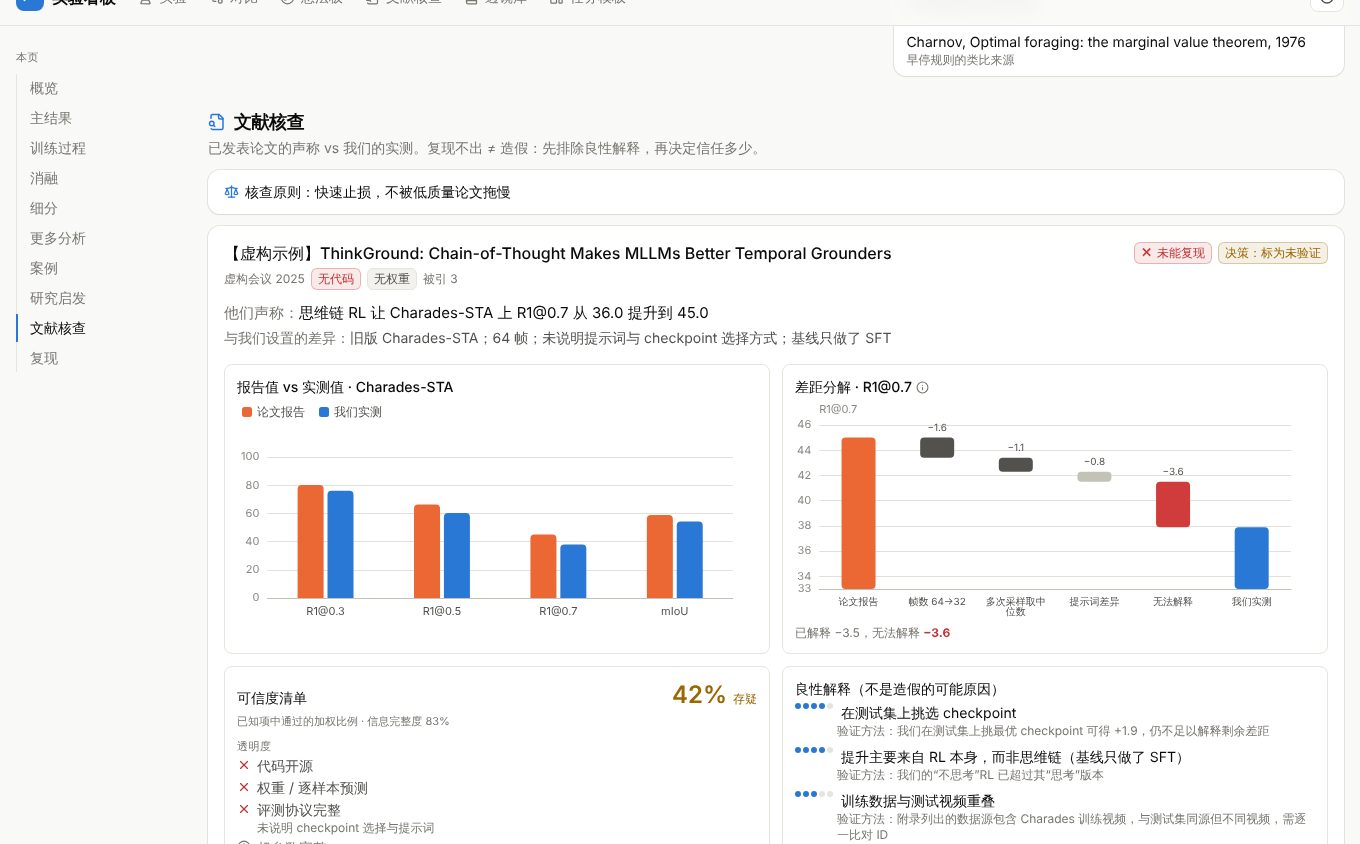 实验看板 实验 对比 想法板 文献核查 透镜库 任务模板
Charnov, Optimal foraging: the marginal value theorem, 1976
早停规则的类比来源
本页
概览
主结果
训练过程
消融
细分
更多分析
案例
研究启发
文献核查
复现
文献核查
已发表论文的声称 vs 我们的实测。复现不出 ≠ 造假：先排除良性解释，再决定信任多少。
核查原则：快速止损，不被低质量论文拖慢
【虚构示例】ThinkGround: Chain-of-Thought Makes MLLMs Better Temporal Grounders
未能复现 决策：标为未验证
虚构会议 2025 无代码 无权重 被引 3
他们声称：思维链 RL 让 Charades-STA 上 R1@0.7 从 36.0 提升到 45.0
与我们设置的差异：旧版 Charades-STA；64 帧；未说明提示词与 checkpoint 选择方式；基线只做了 SFT
报告值 vs 实测值 · Charades-STA
论文报告 我们实测
100
80
60
40
20
0
R1@0.3 R1@0.5 R1@0.7 mIoU
差距分解 · R1@0.7
R1@0.7
46
44
42
40
38
36
34
33
−1.6
−1.1
−0.8
−3.6
论文报告 帧数 64→32 多次采样取中 提示词差异 无法解释 我们实测
位数
已解释 −3.5，无法解释 −3.6
可信度清单
42% 存疑
已知项中通过的加权比例 · 信息完整度 83%
透明度
代码开源
权重 / 逐样本预测
评测协议完整
未说明 checkpoint 选择与提示词
良性解释（不是造假的可能原因）
在测试集上挑选 checkpoint
验证方法：我们在测试集上挑最优 checkpoint 可得 +1.9，仍不足以解释剩余差距
提升主要来自 RL 本身，而非思维链（基线只做了 SFT）
验证方法：我们的“不思考”RL 已超过其“思考”版本
训练数据与测试视频重叠
验证方法：附录列出的数据源包含 Charades 训练视频，与测试集同源但不同视频，需逐
一比对 ID